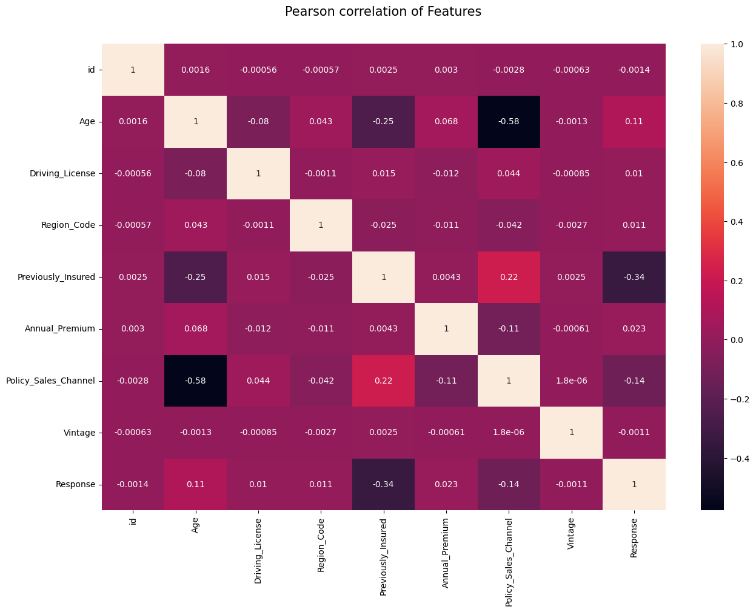 Pearson correlation of Features
id 1 0.0016 -0.00056 -0.00057 0.0025 0.003 -0.0028 -0.00063 -0.0014
Age 0.0016 1 -0.08 0.043 -0.25 0.068 -0.58 -0.0013 0.11
Driving_License -0.00056 -0.08 1 -0.0011 0.015 -0.012 0.044 -0.00085 0.01
Region_Code -0.00057 0.043 -0.0011 1 -0.025 -0.011 -0.042 -0.0027 0.011
Previously_Insured 0.0025 -0.25 0.015 -0.025 1 0.0043 0.22 0.0025 -0.34
Annual_Premium 0.003 0.068 -0.012 -0.011 0.0043 1 -0.11 -0.00061 0.023
Policy_Sales_Channel -0.0028 -0.58 0.044 -0.042 0.22 -0.11 1 1.8e-06 -0.14
Vintage -0.00063 -0.0013 -0.00085 -0.0027 0.0025 -0.00061 1.8e-06 1 -0.0011
Response -0.0014 0.11 0.01 0.011 -0.34 0.023 -0.14 -0.0011 1
id Age Driving_License Region_Code Previously_Insured Annual_Premium Policy_Sales_Channel Vintage Response
1.0
0.8
0.6
0.4
0.2
0.0
−0.2
−0.4